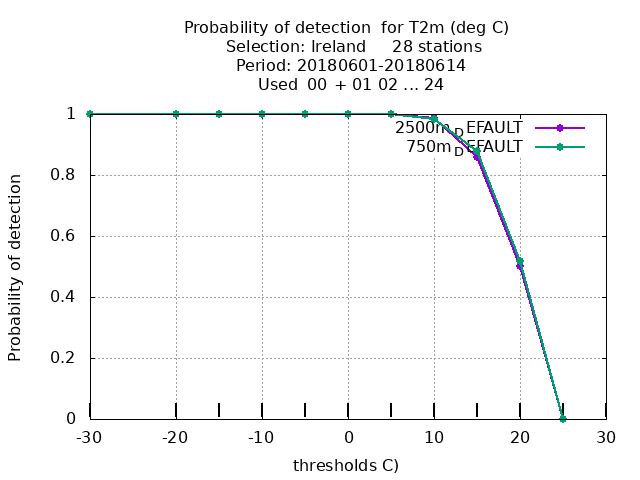 Probability of detection  for T2m (deg C)
Selection: Ireland     28 stations
Period: 20180601-20180614
Used  00 + 01 02 ... 24
2500m_DEFAULT
750m_DEFAULT
Probability of detection
1
0.8
0.6
0.4
0.2
0
-30
-20
-10
0
10
20
30
thresholds C)